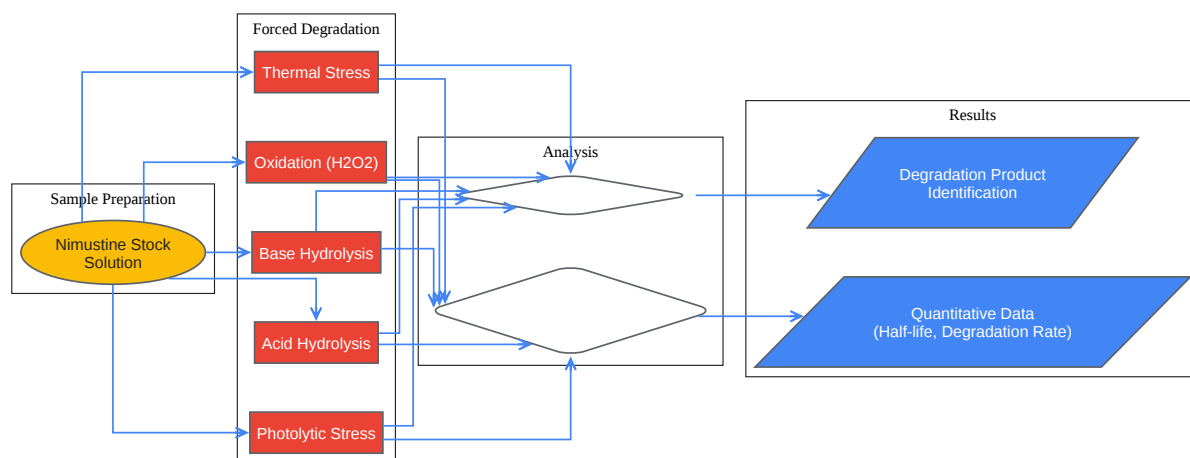 Sample Preparation
Nimustine Stock
Solution
Forced Degradation
Thermal Stress
Oxidation (H2O2)
Base Hydrolysis
Acid Hydrolysis
Photolytic Stress
Analysis
Results
Degradation Product
Identification
Quantitative Data
(Half-life, Degradation Rate)